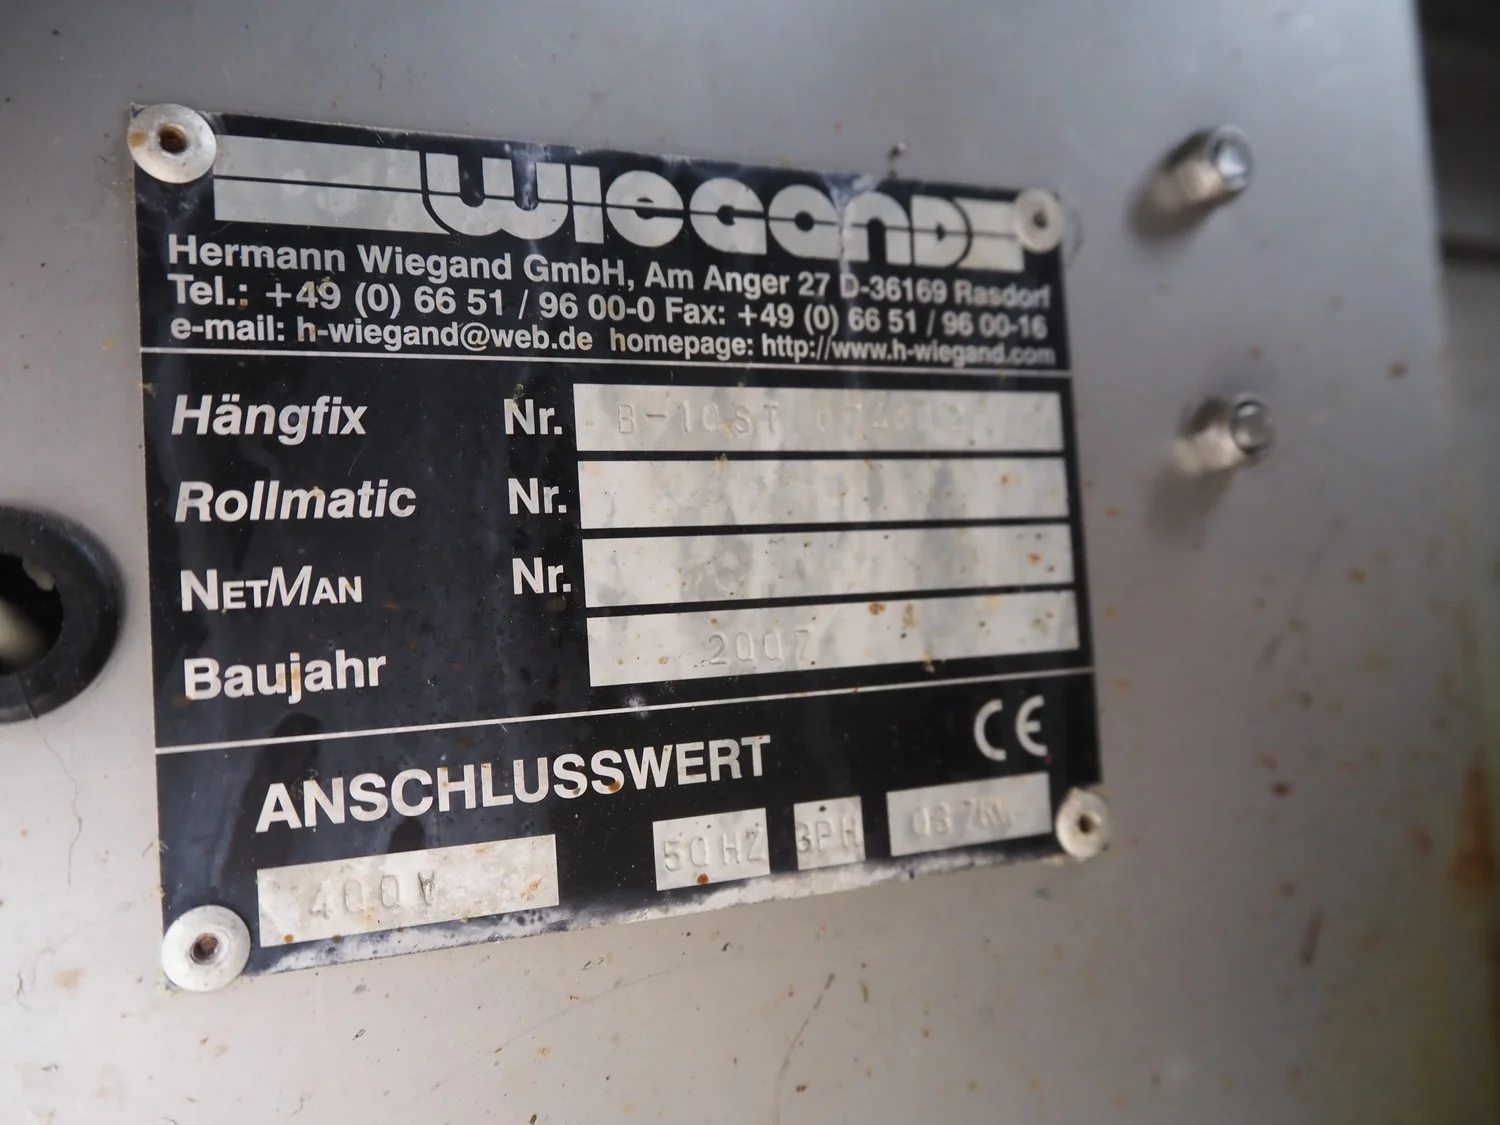 WIEGAND
Hermann Wiegand GmbH, Am Anger 27 D-36169 Rasdorf
Tel.: +49 (0) 66 51 / 96 00-0 Fax: +49 (0) 66 51 / 96 00-16
e-mail: h-wiegand@web.de homepage: http://www.h-wiegand.com
Hängfix Nr. B-10ST
Rollmatic Nr.
NETMAN Nr.
Baujahr 2007
CE
ANSCHLUSSWERT
400V 50HZ 3PH